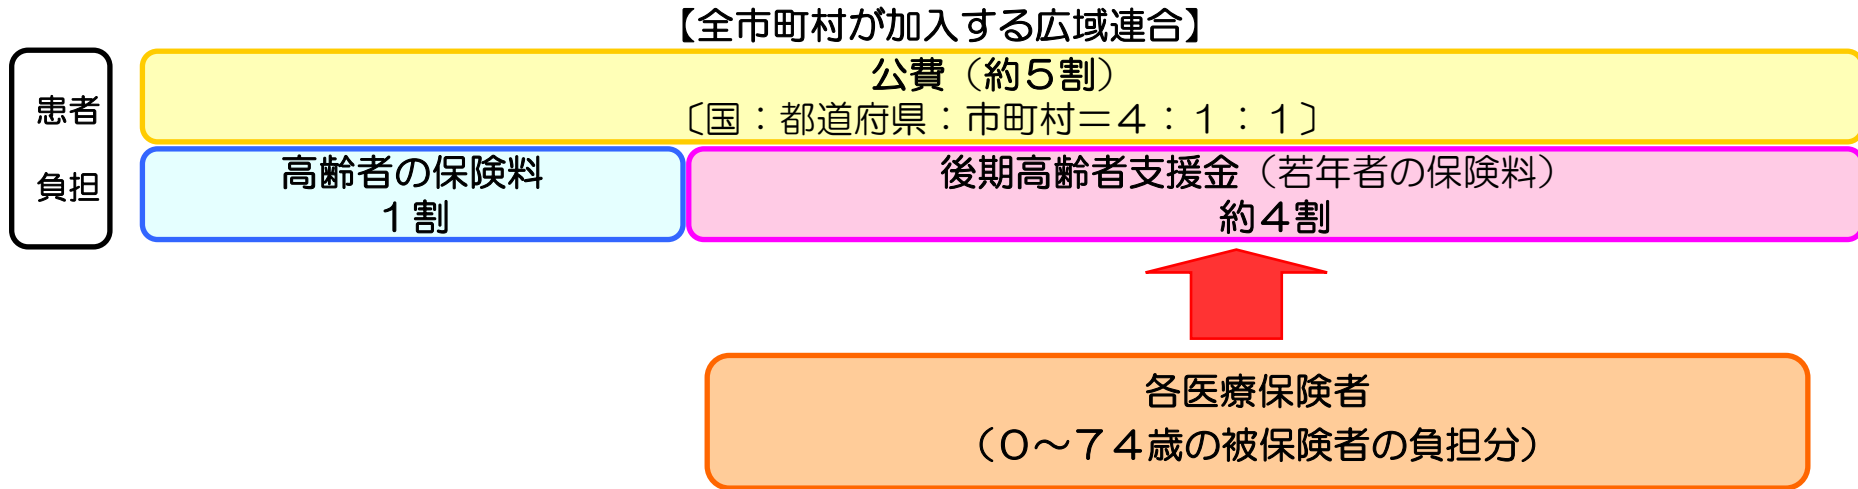 【全市町村が加入する広域連合】
患者
負担
公費（約５割）
〔国：都道府県：市町村＝４：１：１〕
高齢者の保険料
１割
後期高齢者支援金（若年者の保険料）
約４割
各医療保険者
（０～７４歳の被保険者の負担分）